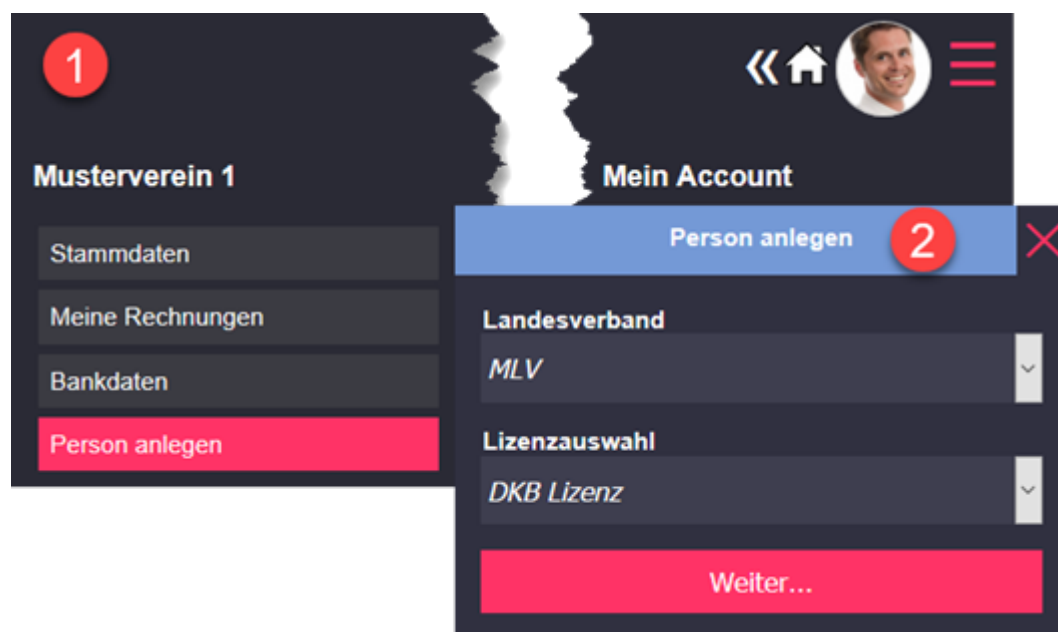 1
Musterverein 1
Mein Account
Stammdaten
Meine Rechnungen
Bankdaten
Person anlegen
Person anlegen
2
Landesverband
MLV
Lizenzauswahl
DKB Lizenz
Weiter...